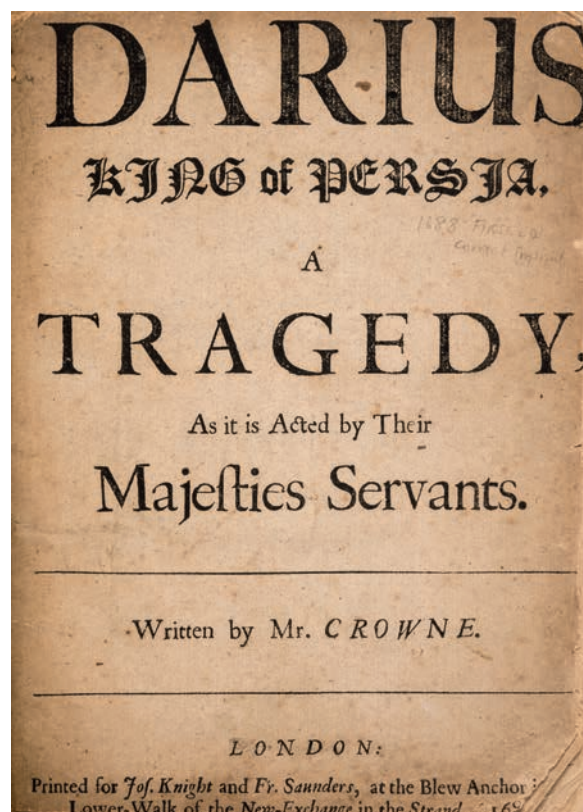 DARIUS
KING of PERSIA.
1688
A
TRAGEDY,
As it is Acted by Their
Majeſties Servants.
Written by Mr. CROWNE.
LONDON:
Printed for Joſ. Knight and Fr. Saunders, at the Blew Anchor
Lower-Walk of the New-Exchange in the Strand.